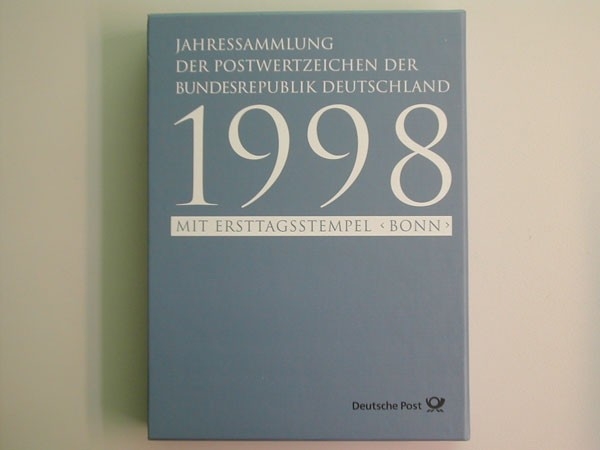 JAHRESSAMMLUNG
DER POSTWERTZEICHEN DER
BUNDESREPUBLIK DEUTSCHLAND
1998
MIT ERSTTAGSSTEMPEL ‹ BONN ›
Deutsche Post